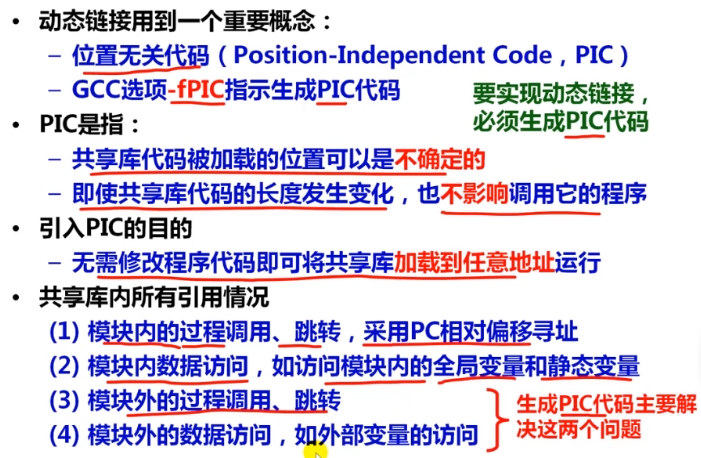 • 动态链接用到一个重要概念：
– 位置无关代码（Position-Independent Code，PIC）
– GCC选项-fPIC指示生成PIC代码
要实现动态链接，
必须生成PIC代码
• PIC是指：
– 共享库代码被加载的位置可以是不确定的
– 即使共享库代码的长度发生变化，也不影响调用它的程序
• 引入PIC的目的
– 无需修改程序代码即可将共享库加载到任意地址运行
• 共享库内所有引用情况
(1) 模块内的过程调用、跳转，采用PC相对偏移寻址
(2) 模块内数据访问，如访问模块内的全局变量和静态变量
(3) 模块外的过程调用、跳转
(4) 模块外的数据访问，如外部变量的访问
生成PIC代码主要解
决这两个问题